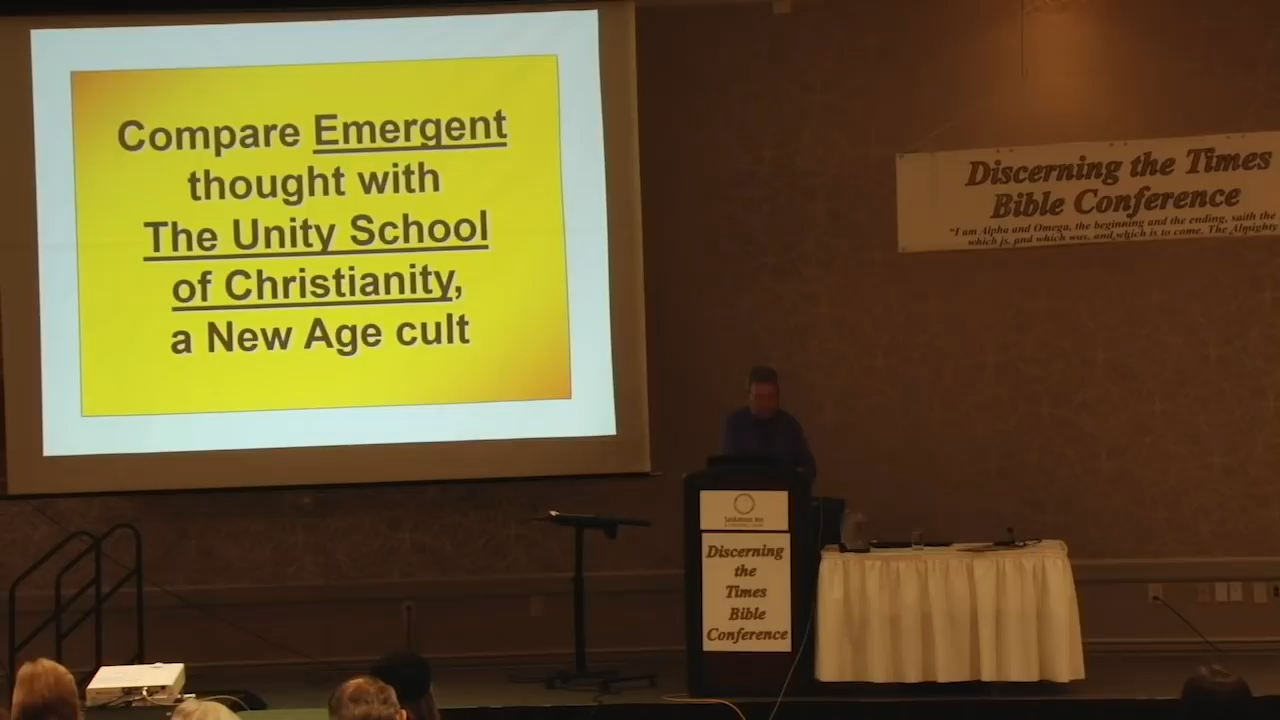 Compare Emergent
thought with
The Unity School
of Christianity,
a New Age cult
Discerning the Times
Bible Conference
"I am Alpha and Omega, the beginning and the ending, saith the
which is, and which was, and which is to come, The Almighty
Saskatoon Inn
Discerning
the
Times
Bible
Conference